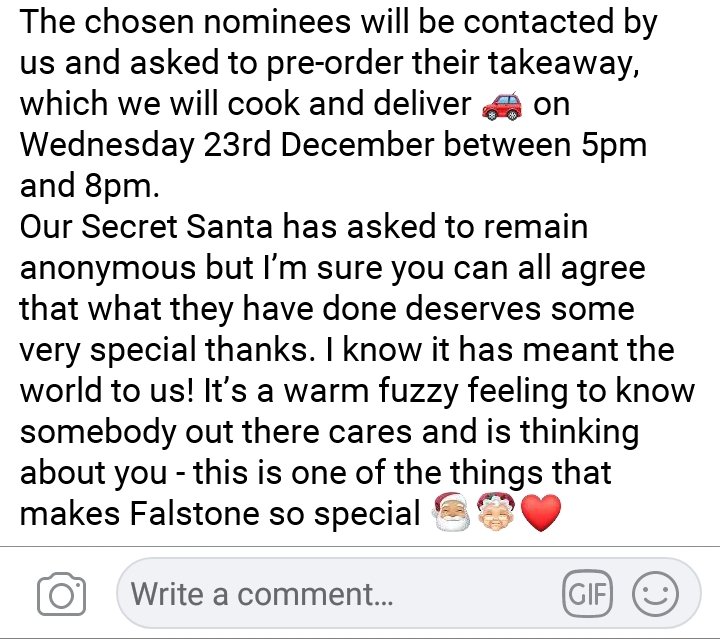 The chosen nominees will be contacted by
us and asked to pre-order their takeaway,
which we will cook and deliver 🚗 on
Wednesday 23rd December between 5pm
and 8pm.
Our Secret Santa has asked to remain
anonymous but I’m sure you can all agree
that what they have done deserves some
very special thanks. I know it has meant the
world to us! It’s a warm fuzzy feeling to know
somebody out there cares and is thinking
about you - this is one of the things that
makes Falstone so special 🎅🏼🤶🏼❤️
Write a comment... GIF